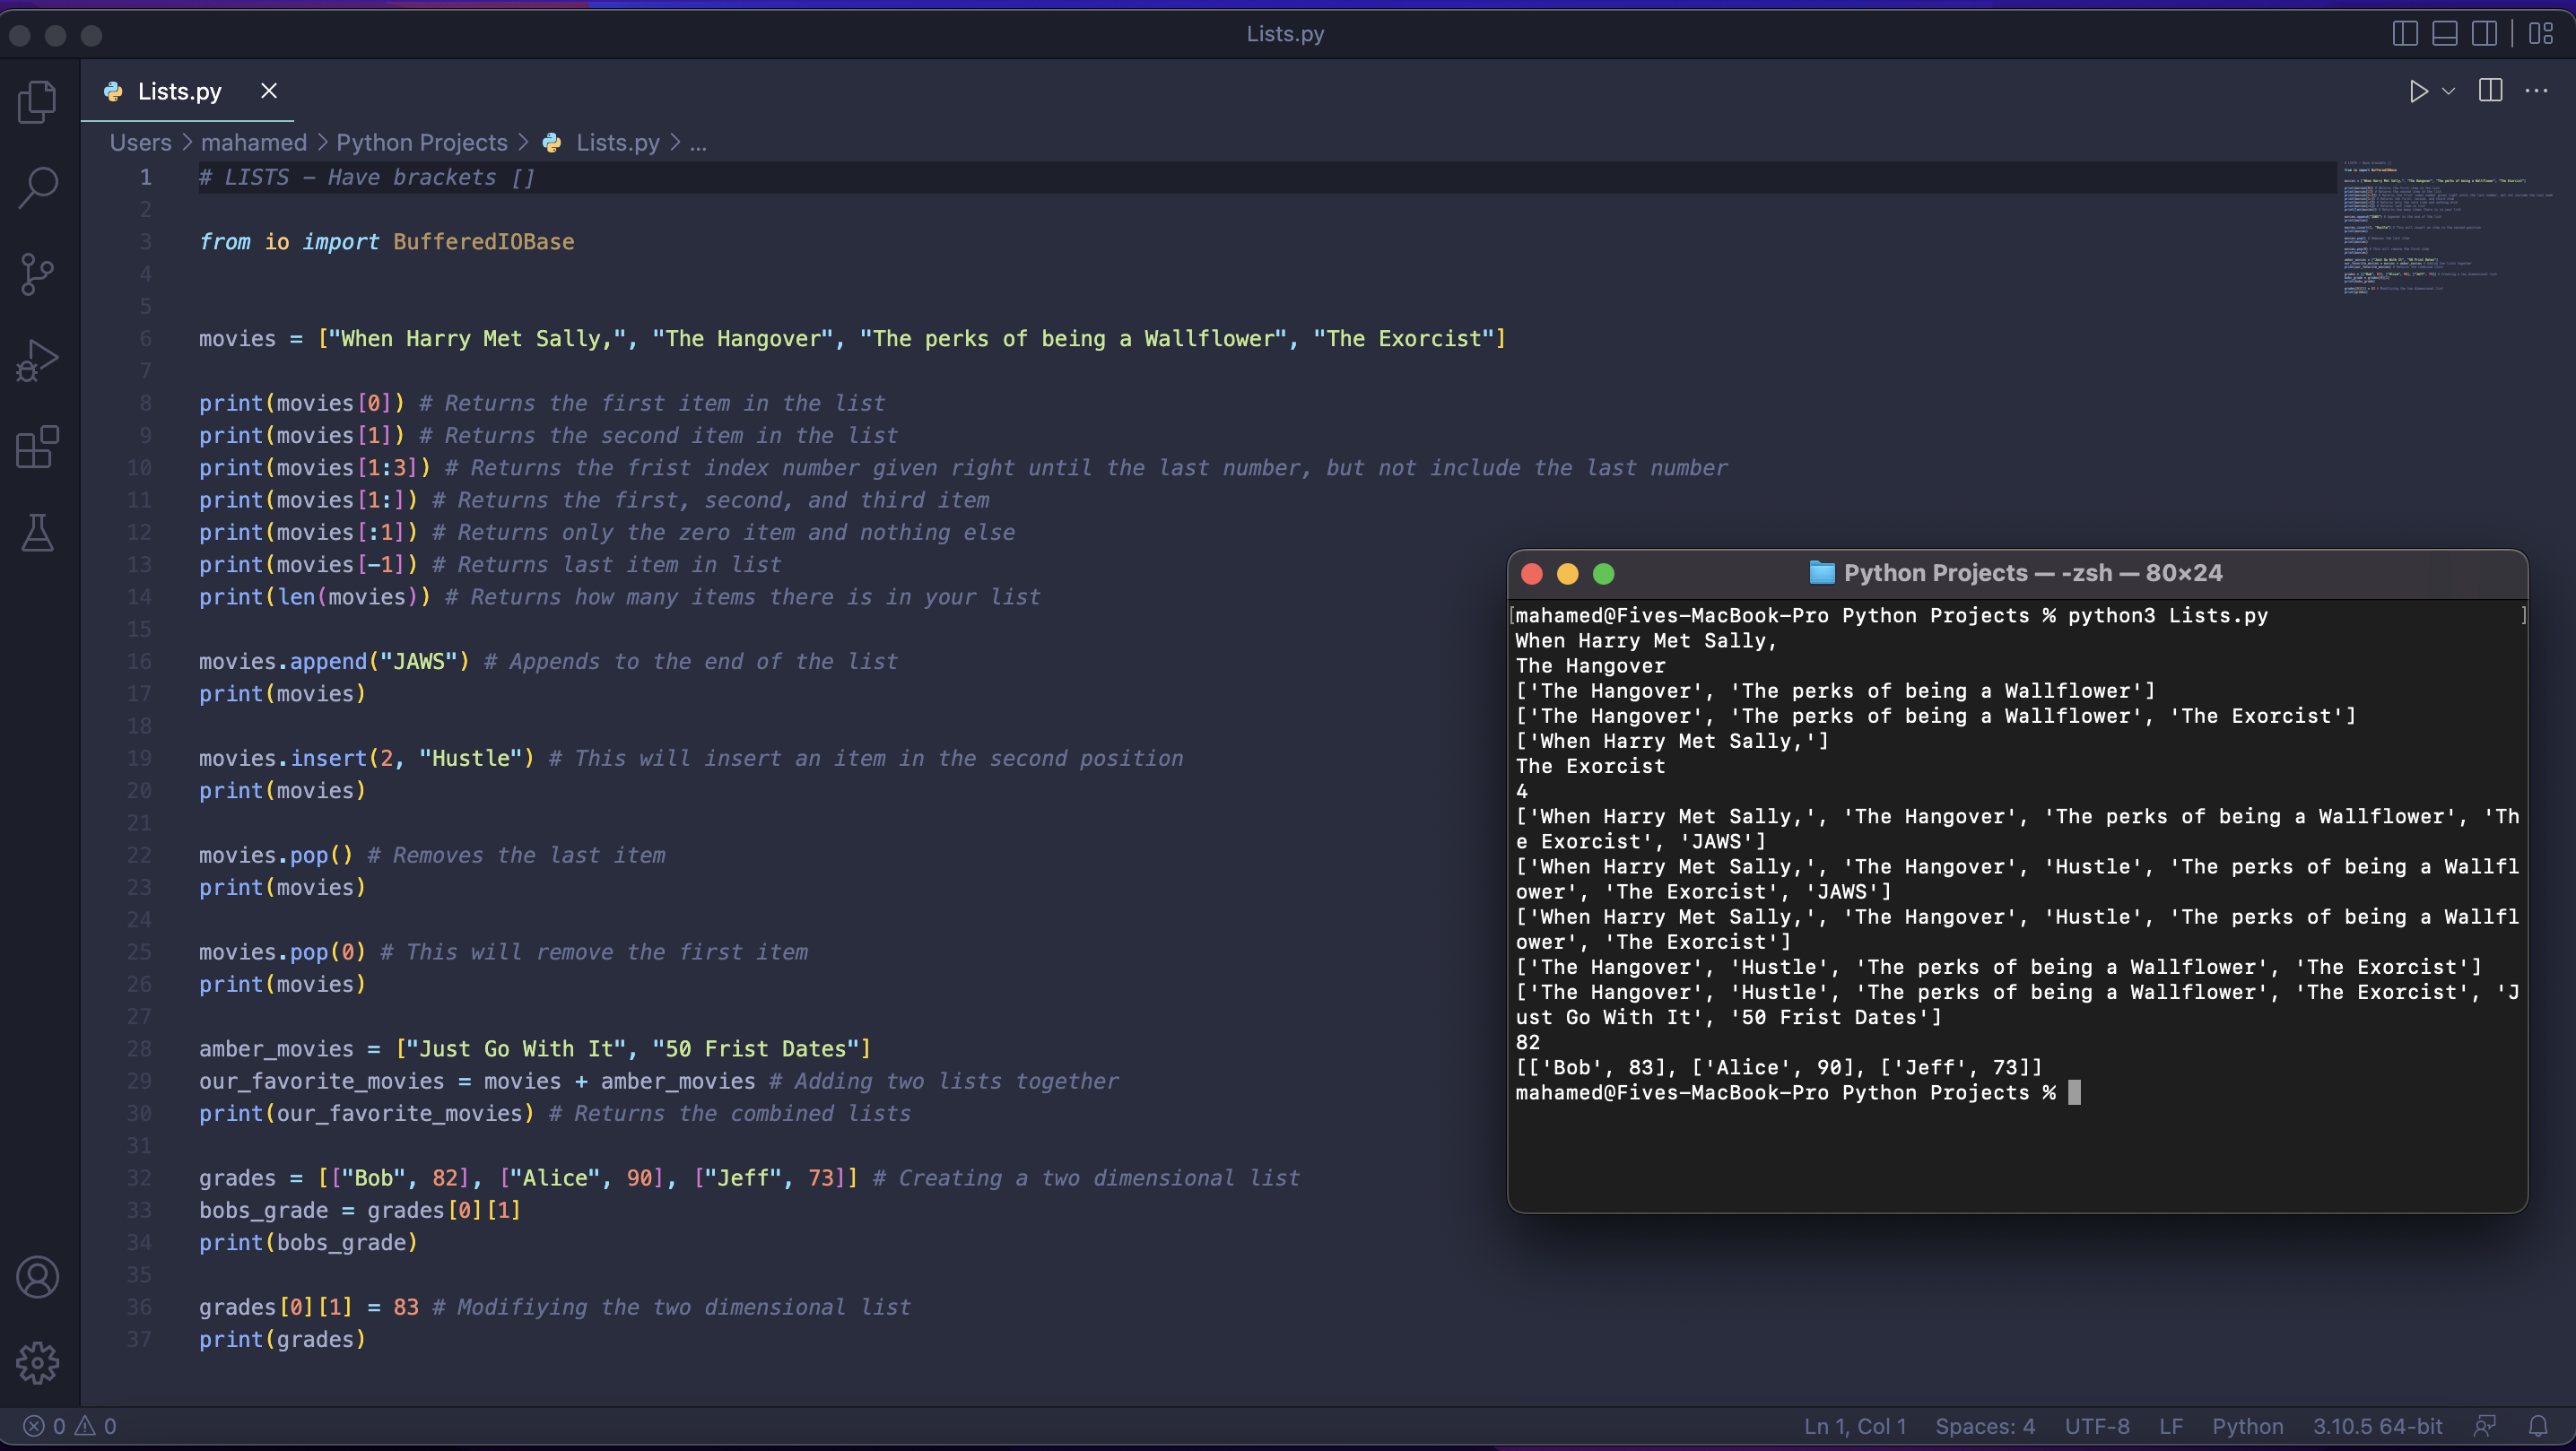 Lists.py
Lists.py
Users > mahamed > Python Projects > Lists.py > ...
1 # LISTS – Have brackets []
2
3 from io import BufferedIOBase
4
5
6 movies = ["When Harry Met Sally,", "The Hangover", "The perks of being a Wallflower", "The Exorcist"]
7
8 print(movies[0]) # Returns the first item in the list
9 print(movies[1]) # Returns the second item in the list
10 print(movies[1:3]) # Returns the frist index number given right until the last number, but not include the last number
11 print(movies[1:]) # Returns the first, second, and third item
12 print(movies[:1]) # Returns only the zero item and nothing else
13 print(movies[-1]) # Returns last item in list
14 print(len(movies)) # Returns how many items there is in your list
15
16 movies.append("JAWS") # Appends to the end of the list
17 print(movies)
18
19 movies.insert(2, "Hustle") # This will insert an item in the second position
20 print(movies)
21
22 movies.pop() # Removes the last item
23 print(movies)
24
25 movies.pop(0) # This will remove the first item
26 print(movies)
27
28 amber_movies = ["Just Go With It", "50 Frist Dates"]
29 our_favorite_movies = movies + amber_movies # Adding two lists together
30 print(our_favorite_movies) # Returns the combined lists
31
32 grades = [["Bob", 82], ["Alice", 90], ["Jeff", 73]] # Creating a two dimensional list
33 bobs_grade = grades[0][1]
34 print(bobs_grade)
35
36 grades[0][1] = 83 # Modifiying the two dimensional list
37 print(grades)
Python Projects — -zsh — 80×24
[mahamed@Fives-MacBook-Pro Python Projects % python3 Lists.py ]
When Harry Met Sally,
The Hangover
['The Hangover', 'The perks of being a Wallflower']
['The Hangover', 'The perks of being a Wallflower', 'The Exorcist']
['When Harry Met Sally,']
The Exorcist
4
['When Harry Met Sally,', 'The Hangover', 'The perks of being a Wallflower', 'Th
e Exorcist', 'JAWS']
['When Harry Met Sally,', 'The Hangover', 'Hustle', 'The perks of being a Wallfl
ower', 'The Exorcist', 'JAWS']
['When Harry Met Sally,', 'The Hangover', 'Hustle', 'The perks of being a Wallfl
ower', 'The Exorcist']
['The Hangover', 'Hustle', 'The perks of being a Wallflower', 'The Exorcist']
['The Hangover', 'Hustle', 'The perks of being a Wallflower', 'The Exorcist', 'J
ust Go With It', '50 Frist Dates']
82
[['Bob', 83], ['Alice', 90], ['Jeff', 73]]
mahamed@Fives-MacBook-Pro Python Projects %
0 0 Ln 1, Col 1 Spaces: 4 UTF-8 LF Python 3.10.5 64-bit